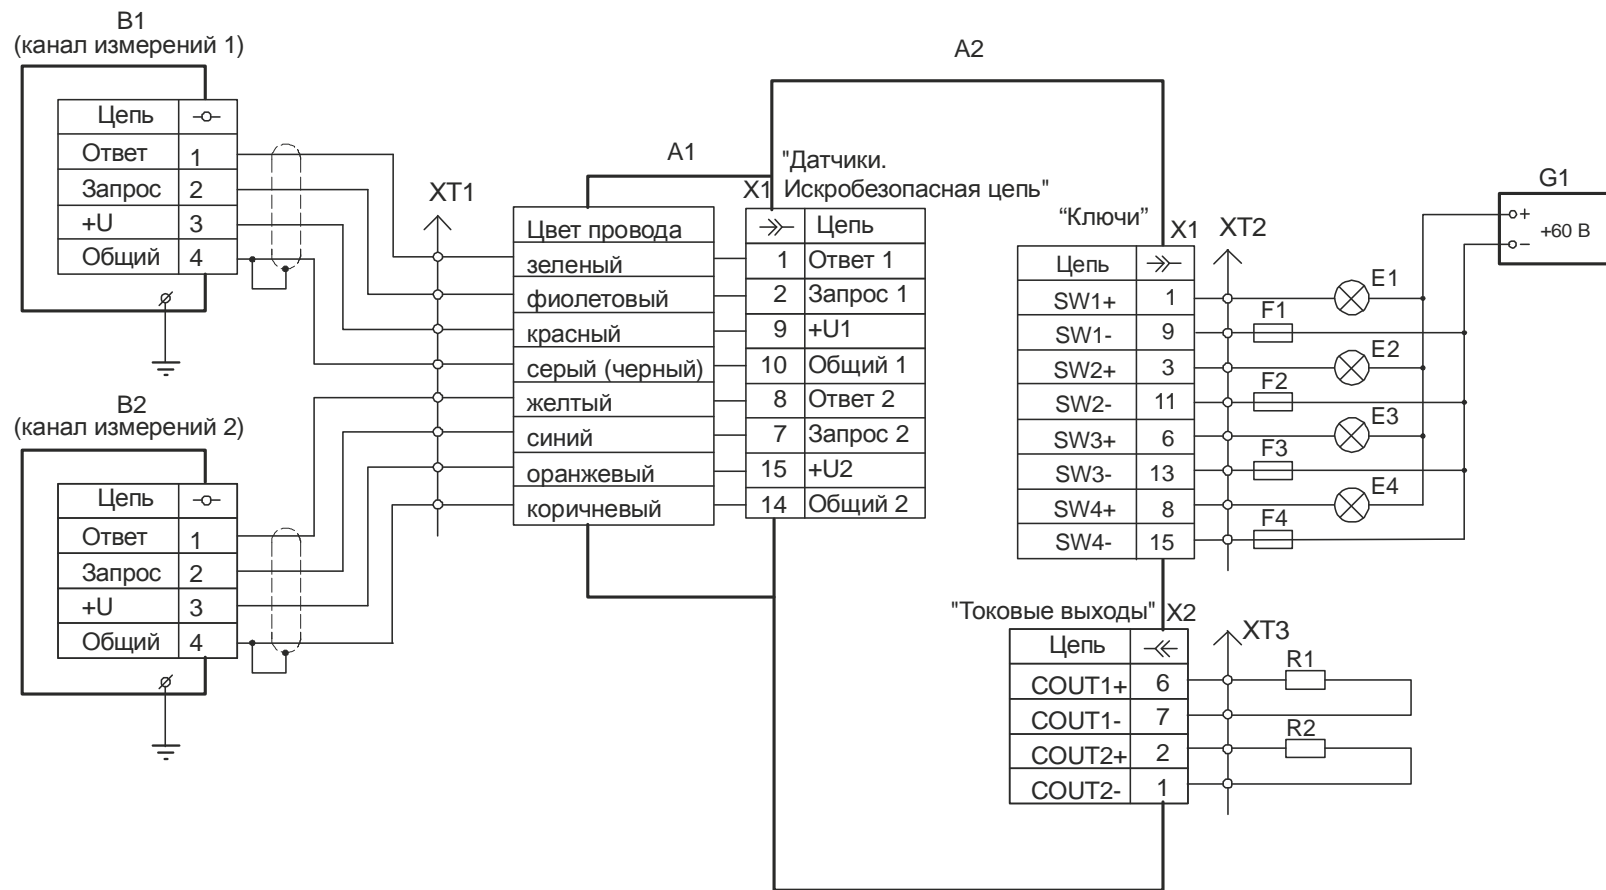 B1
(канал измерений 1)
Цепь
Ответ 1
Запрос 2
+U 3
Общий 4
B2
(канал измерений 2)
Цепь
Ответ 1
Запрос 2
+U 3
Общий 4
XT1
A1
Цвет провода
зеленый
фиолетовый
красный
серый (черный)
желтый
синий
оранжевый
коричневый
A2
"Датчики.
X1 Искробезопасная цепь"
Цепь
1 Ответ 1
2 Запрос 1
9 +U1
10 Общий 1
8 Ответ 2
7 Запрос 2
15 +U2
14 Общий 2
“Ключи” X1
Цепь
SW1+ 1
SW1- 9
SW2+ 3
SW2- 11
SW3+ 6
SW3- 13
SW4+ 8
SW4- 15
XT2
E1
F1
E2
F2
E3
F3
E4
F4
G1
+
+60 В
–
"Токовые выходы" X2
Цепь
COUT1+ 6
COUT1- 7
COUT2+ 2
COUT2- 1
XT3
R1
R2